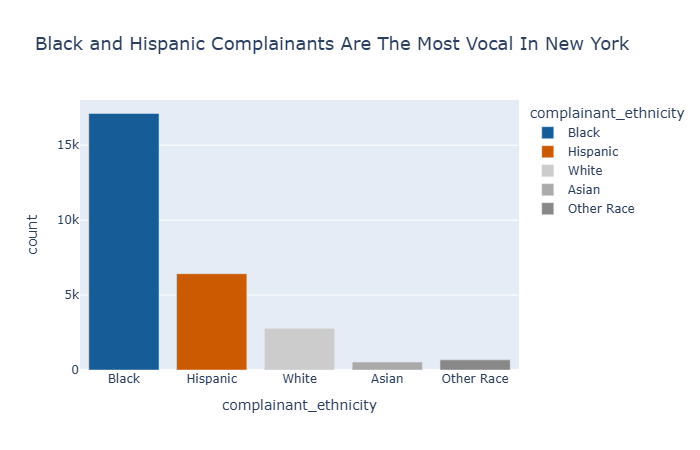 Black and Hispanic Complainants Are The Most Vocal In New York
complainant_ethnicity
Black
Hispanic
White
Asian
Other Race
15k
10k
5k
0
count
Black
Hispanic
White
Asian
Other Race
complainant_ethnicity